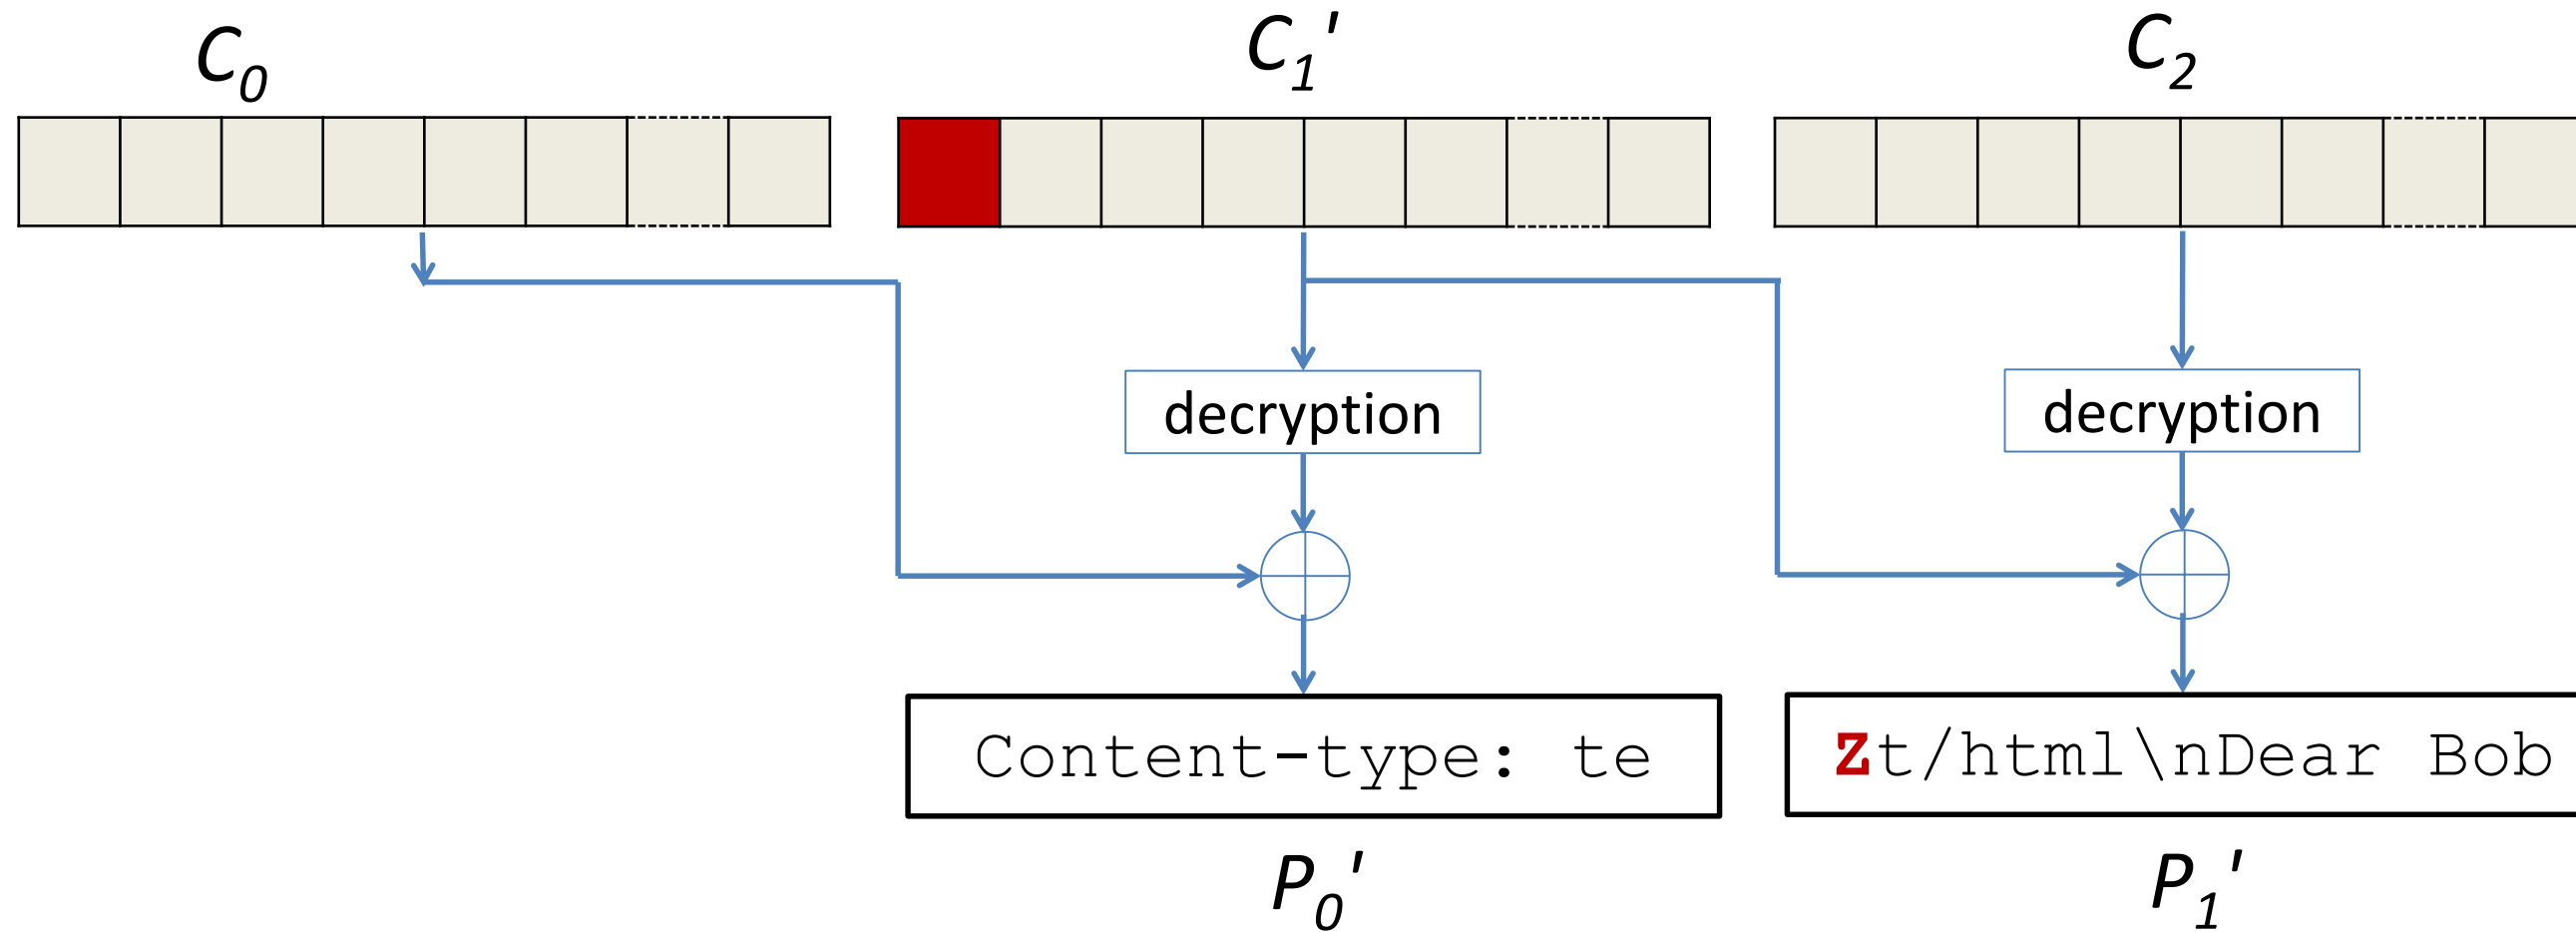 C0 C1' C2
decryption decryption
Content-type: te Zt/html\nDear Bob
P0' P1'